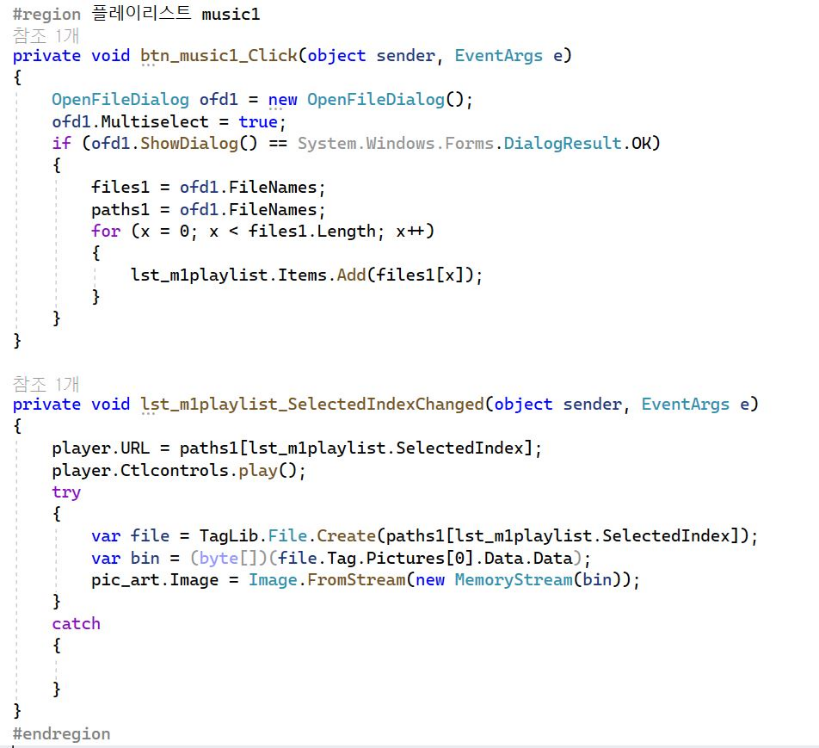 #region 플레이리스트 music1
참조 1개
private void btn_music1_Click(object sender, EventArgs e)
{
    OpenFileDialog ofd1 = new OpenFileDialog();
    ofd1.Multiselect = true;
    if (ofd1.ShowDialog() == System.Windows.Forms.DialogResult.OK)
    {
        files1 = ofd1.FileNames;
        paths1 = ofd1.FileNames;
        for (x = 0; x < files1.Length; x++)
        {
            lst_m1playlist.Items.Add(files1[x]);
        }
    }
}
참조 1개
private void lst_m1playlist_SelectedIndexChanged(object sender, EventArgs e)
{
    player.URL = paths1[lst_m1playlist.SelectedIndex];
    player.Ctlcontrols.play();
    try
    {
        var file = TagLib.File.Create(paths1[lst_m1playlist.SelectedIndex]);
        var bin = (byte[])(file.Tag.Pictures[0].Data.Data);
        pic_art.Image = Image.FromStream(new MemoryStream(bin));
    }
    catch
    {
    }
}
#endregion